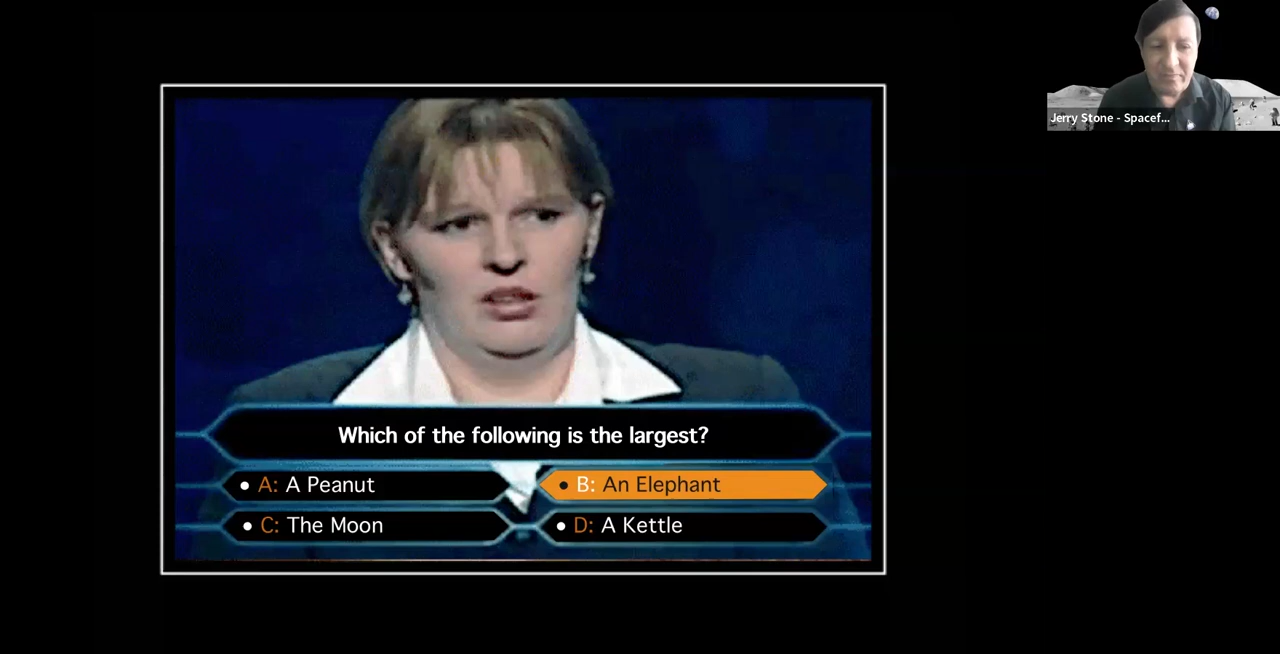 Jerry Stone - Spacef...
Which of the following is the largest?
A: A Peanut
B: An Elephant
C: The Moon
D: A Kettle